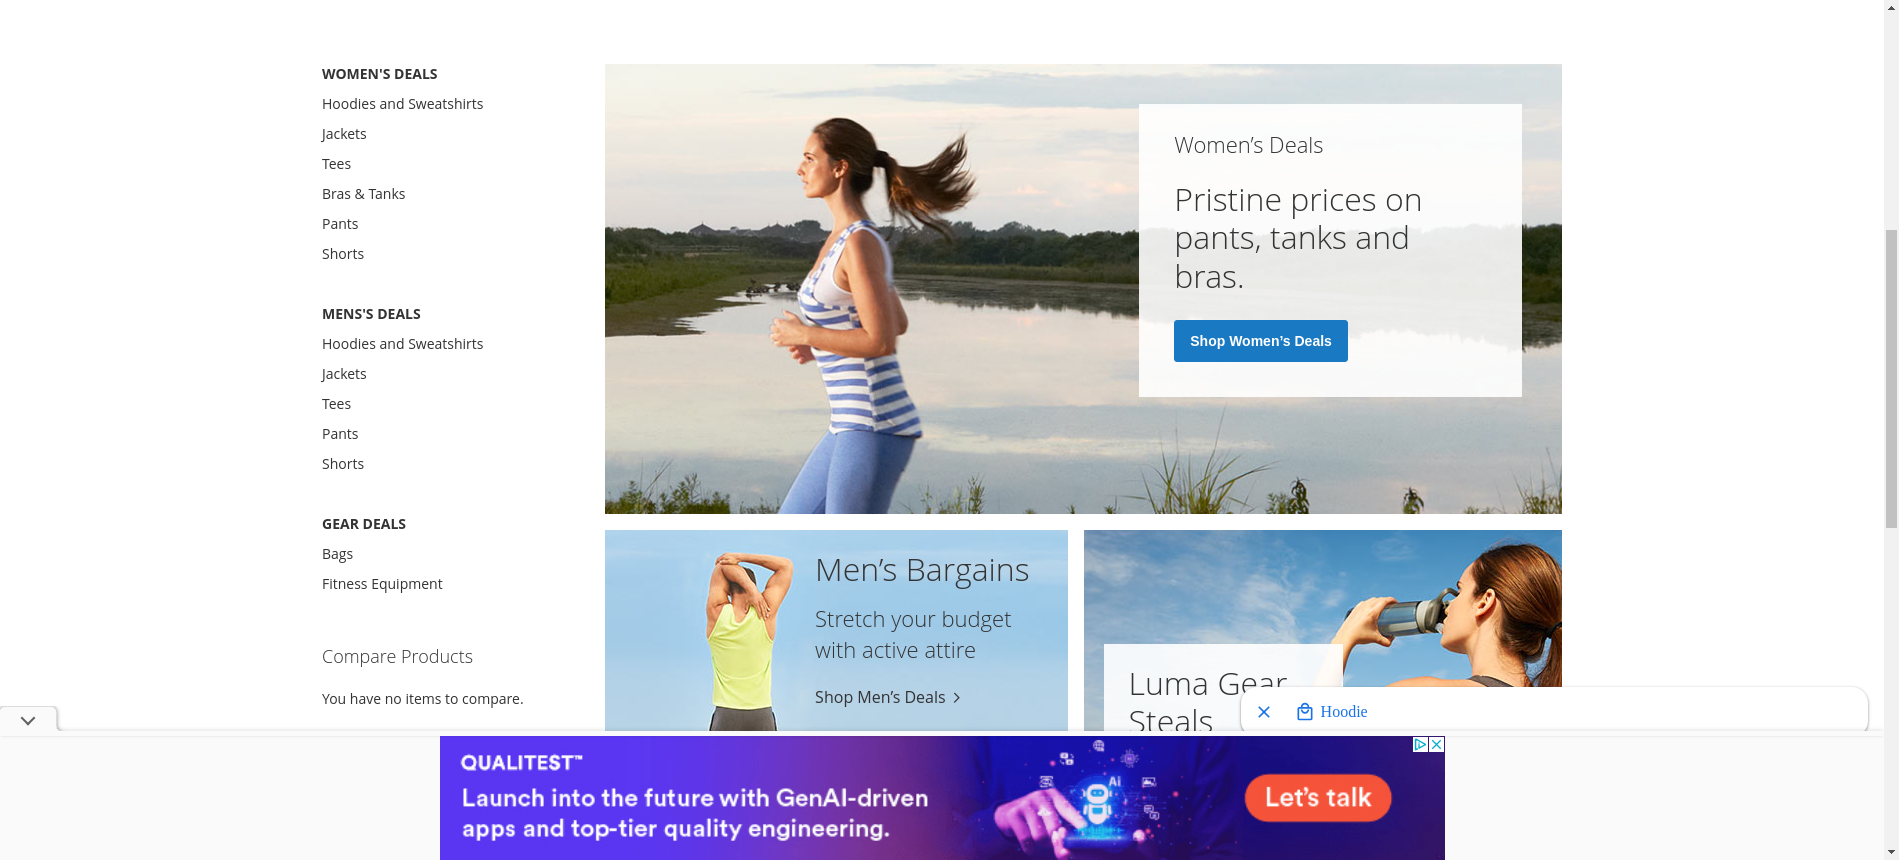 WOMEN'S DEALS
Hoodies and Sweatshirts
Jackets
Tees
Bras & Tanks
Pants
Shorts
MENS'S DEALS
Hoodies and Sweatshirts
Jackets
Tees
Pants
Shorts
GEAR DEALS
Bags
Fitness Equipment
Compare Products
You have no items to compare.
Women’s Deals
Pristine prices on
pants, tanks and
bras.
Shop Women’s Deals
Men’s Bargains
Stretch your budget
with active attire
Shop Men’s Deals
Luma Gear
Steals
Hoodie
QUALITEST™
Launch into the future with GenAI-driven
apps and top-tier quality engineering.
Ai
Let's talk